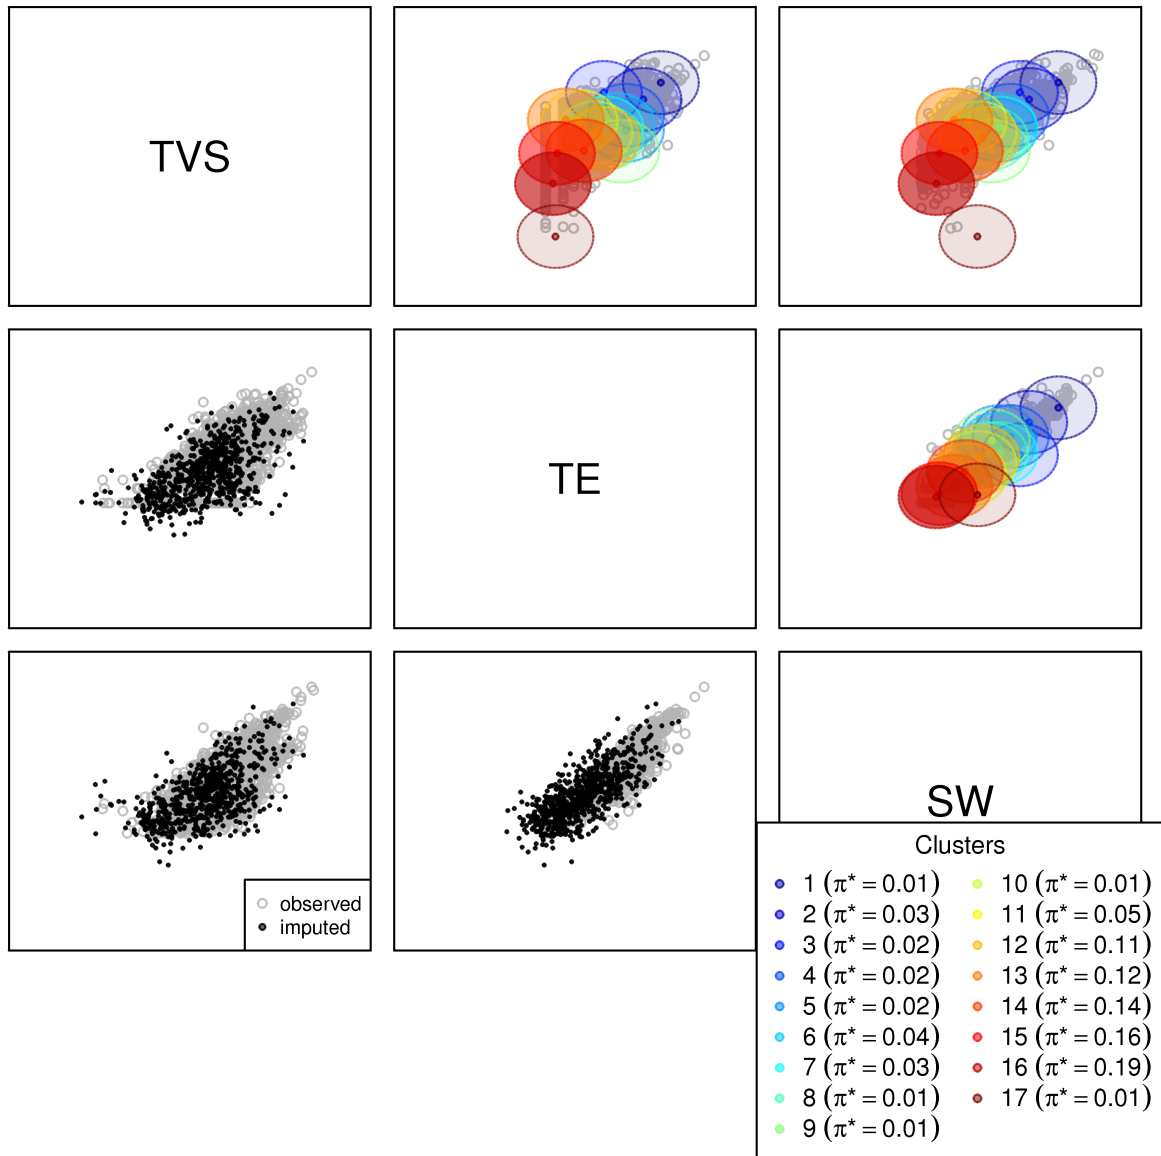 TVS
TE
SW
observed
imputed
Clusters
1 (π* = 0.01)
2 (π* = 0.03)
3 (π* = 0.02)
4 (π* = 0.02)
5 (π* = 0.02)
6 (π* = 0.04)
7 (π* = 0.03)
8 (π* = 0.01)
9 (π* = 0.01)
10 (π* = 0.01)
11 (π* = 0.05)
12 (π* = 0.11)
13 (π* = 0.12)
14 (π* = 0.14)
15 (π* = 0.16)
16 (π* = 0.19)
17 (π* = 0.01)